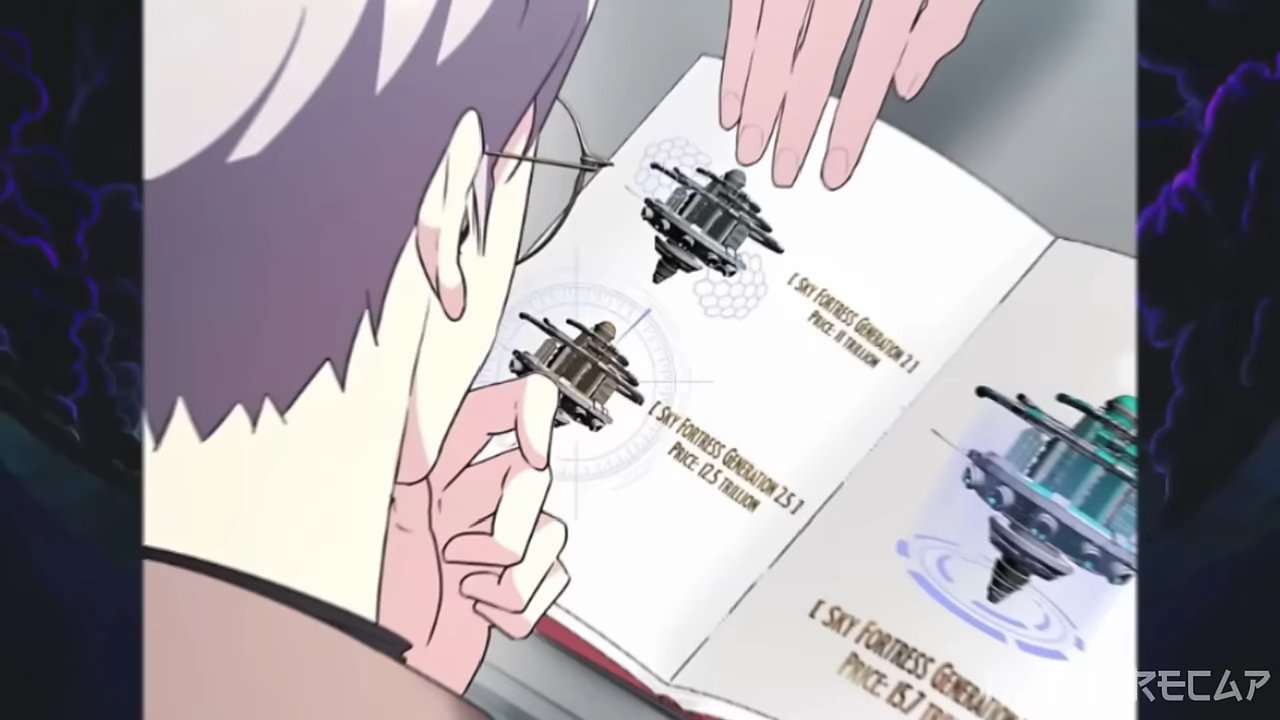 [ Sky Fortress Generation 2.1
Price: 11 trillion
[ Sky Fortress Generation 2.5 ]
Price: 12.5 trillion
[ Sky Fortress Generation
Price: 15.7
RECAP